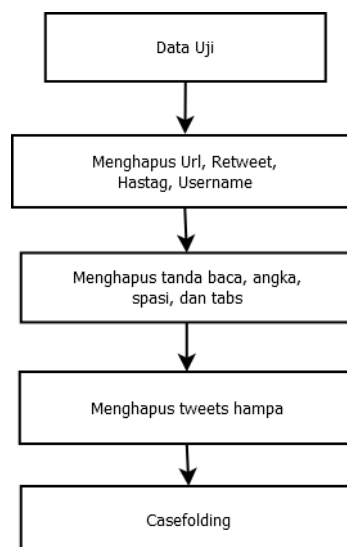 Data Uji
Menghapus Url, Retweet,
Hastag, Username
Menghapus tanda baca, angka,
spasi, dan tabs
Menghapus tweets hampa
Casefolding